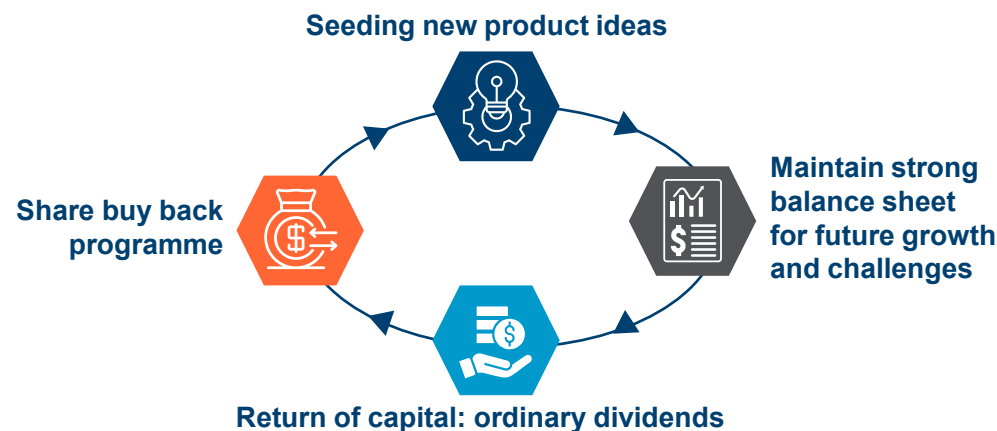 Seeding new product ideas
Maintain strong
balance sheet
for future growth
and challenges
Share buy back
programme
$
$
$
Return of capital: ordinary dividends